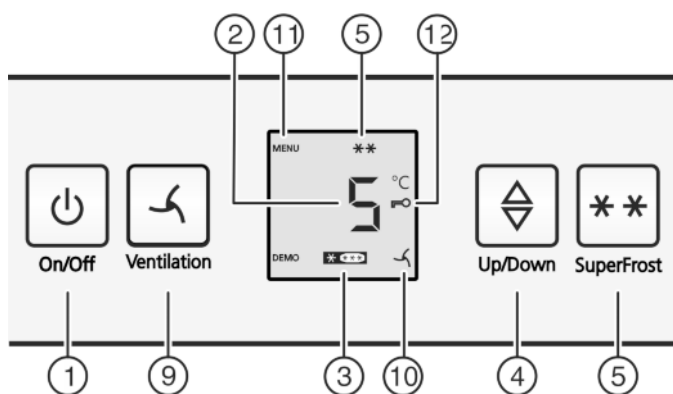 2 11 5 12
MENU **
5 °C
DEMO * ***
On/Off Ventilation Up/Down SuperFrost
1 9 3 10 4 5